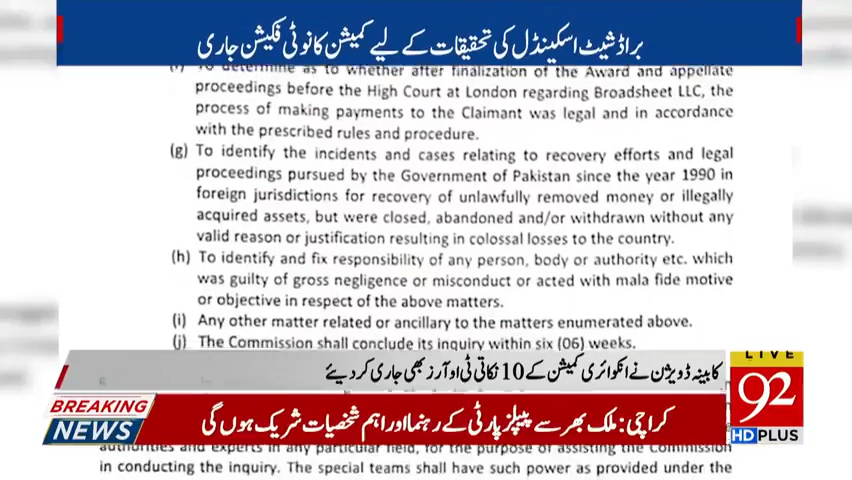 براڈ شیٹ اسکینڈل کی تحقیقات کے لیے کمیشن کا نوٹی فکیشن جاری
To determine as to whether after finalization of the Award and appellate
proceedings before the High Court at London regarding Broadsheet LLC, the
process of making payments to the Claimant was legal and in accordance
with the prescribed rules and procedure.
(g) To identify the incidents and cases relating to recovery efforts and legal
proceedings pursued by the Government of Pakistan since the year 1990 in
foreign jurisdictions for recovery of unlawfully removed money or illegally
acquired assets, but were closed, abandoned and/or withdrawn without any
valid reason or justification resulting in colossal losses to the country.
(h) To identify and fix responsibility of any person, body or authority etc. which
was guilty of gross negligence or misconduct or acted with mala fide motive
or objective in respect of the above matters.
(i) Any other matter related or ancillary to the matters enumerated above.
(j) The Commission shall conclude its inquiry within six (06) weeks.
کابینہ ڈویژن نے انکوائری کمیشن کے 10 نکاتی ٹی او آرز بھی جاری کر دیئے
LIVE
92
HD PLUS
BREAKING
NEWS
کراچی: ملک بھر سے پیپلز پارٹی کے رہنما اور اہم شخصیات شریک ہوں گی
authorities and experts in any particular field, for the purpose of assisting the Commission
in conducting the inquiry. The special teams shall have such power as provided under the